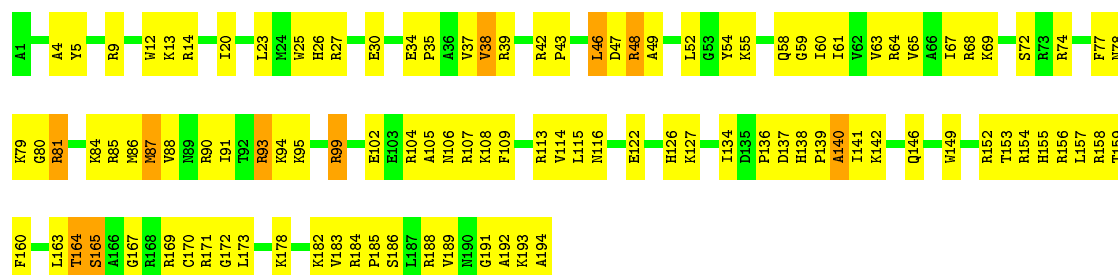 A1 A4 Y5 R9 W12 K13 R14 I20 L23 M24 W25 H26 R27 E30 E34 P35 A36 V37 V38 R39 R42 P43 L46 D47 R48 A49 L52 G53 Y54 K55 Q58 G59 I60 I61 V62 V63 R64 V65 A66 I67 R68 K69 S72 R73 R74 F77 N78
K79 G80 R81 K84 R85 M86 M87 V88 N89 R90 I91 T92 R93 K94 K95 R99 E102 E103 R104 A105 N106 R107 K108 F109 R113 V114 L115 N116 E122 H126 K127 I134 D135 P136 D137 H138 P139 A140 I141 K142 Q146 W149 R152 T153 R154 H155 R156 L157 R158 T159
F160 L163 T164 S165 A166 G167 R168 R169 C170 R171 G172 L173 K178 K182 V183 R184 P185 S186 L187 R188 V189 N190 G191 A192 K193 A194